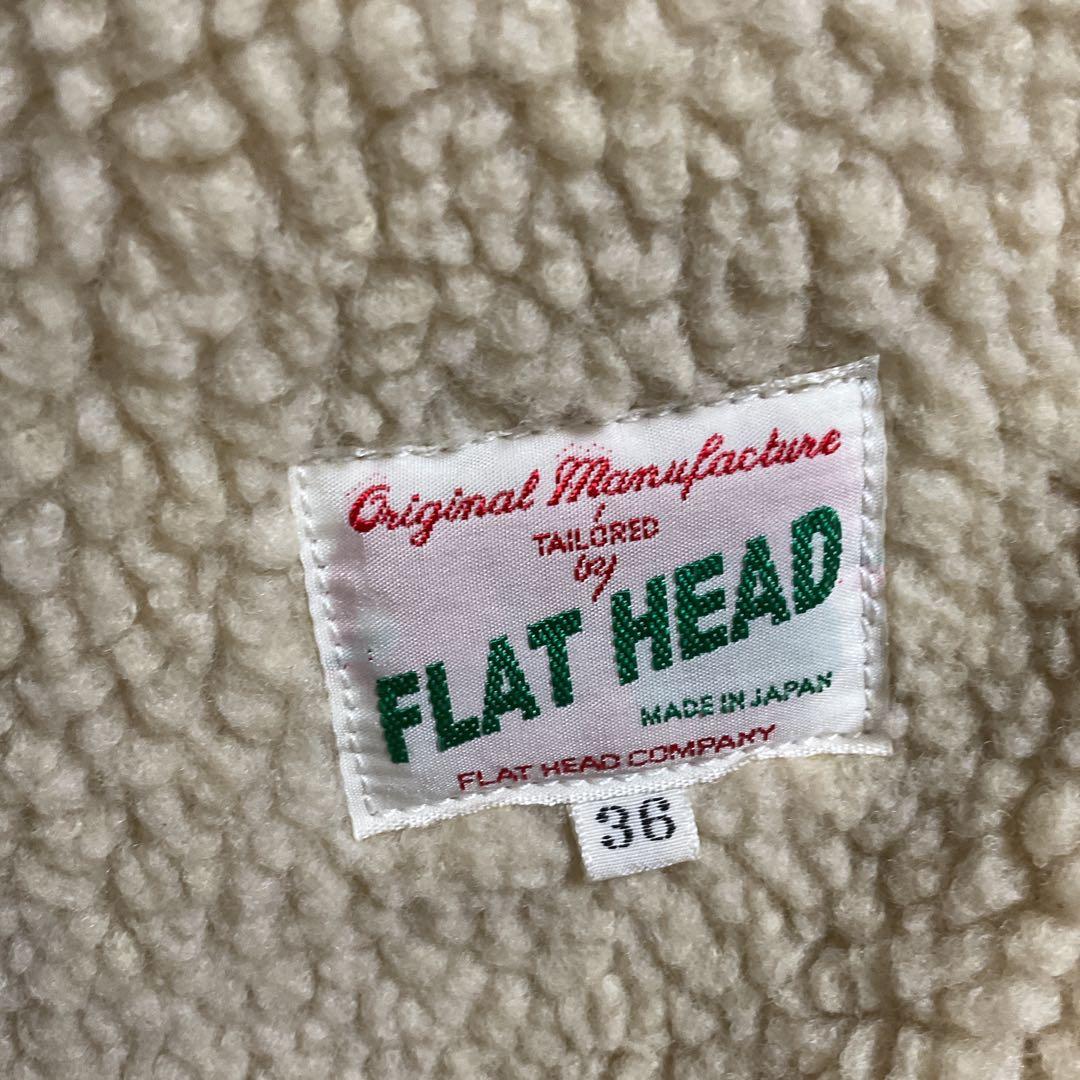 Original Manufacture
TAILORED
by
FLAT HEAD
MADE IN JAPAN
FLAT HEAD COMPANY
36